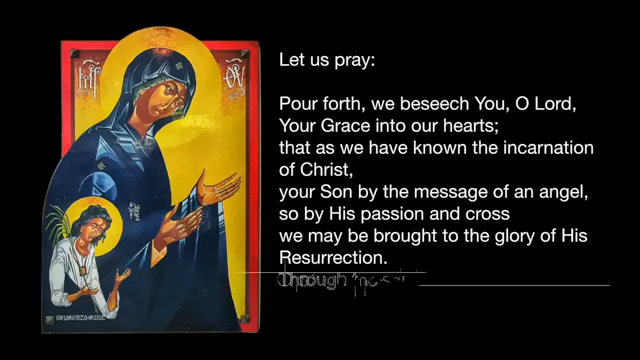 Let us pray:
Pour forth, we beseech You, O Lord,
Your Grace into our hearts;
that as we have known the incarnation
of Christ,
your Son by the message of an angel,
so by His passion and cross
we may be brought to the glory of His
Resurrection.
Through